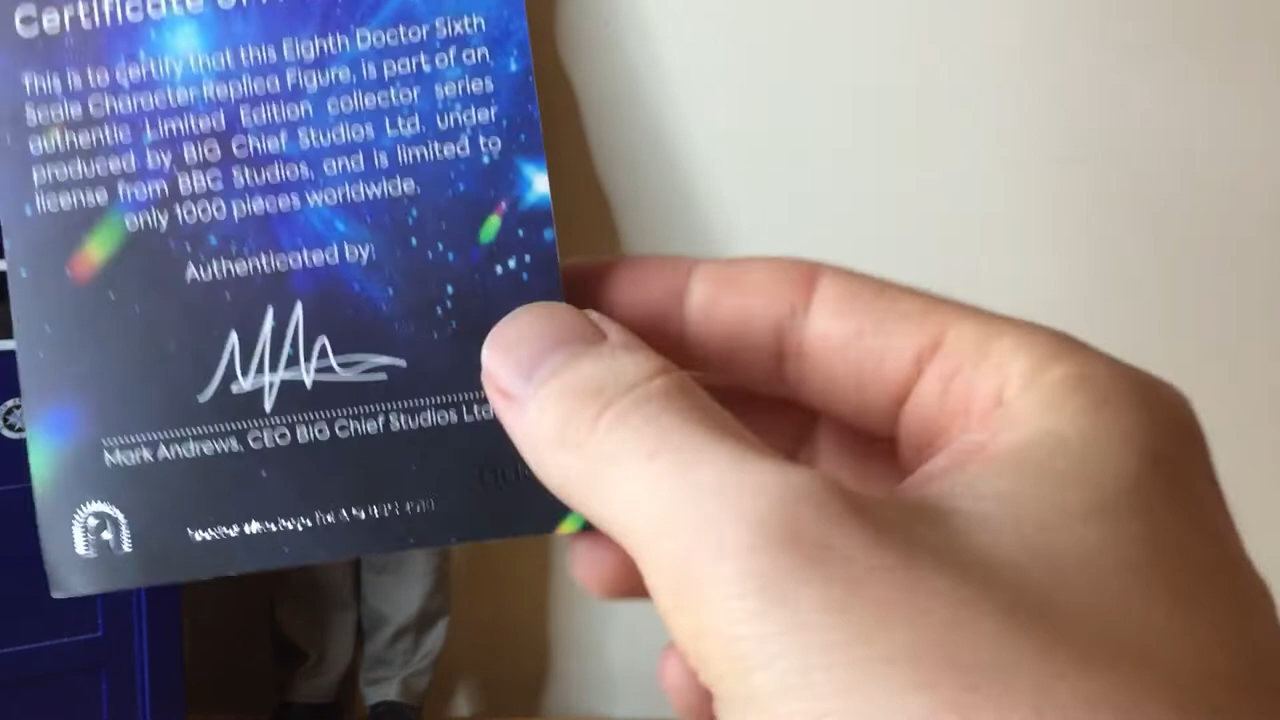 Certificate of
This is to certify that this Eighth Doctor Sixth
Scale Character Replica Figure, is part of an
authentic Limited Edition collector series
produced by BIG Chief Studios Ltd. under
license from BBC Studios, and is limited to
only 1000 pieces worldwide.
Authenticated by:
Mark Andrews, CEO BIG Chief Studios Ltd